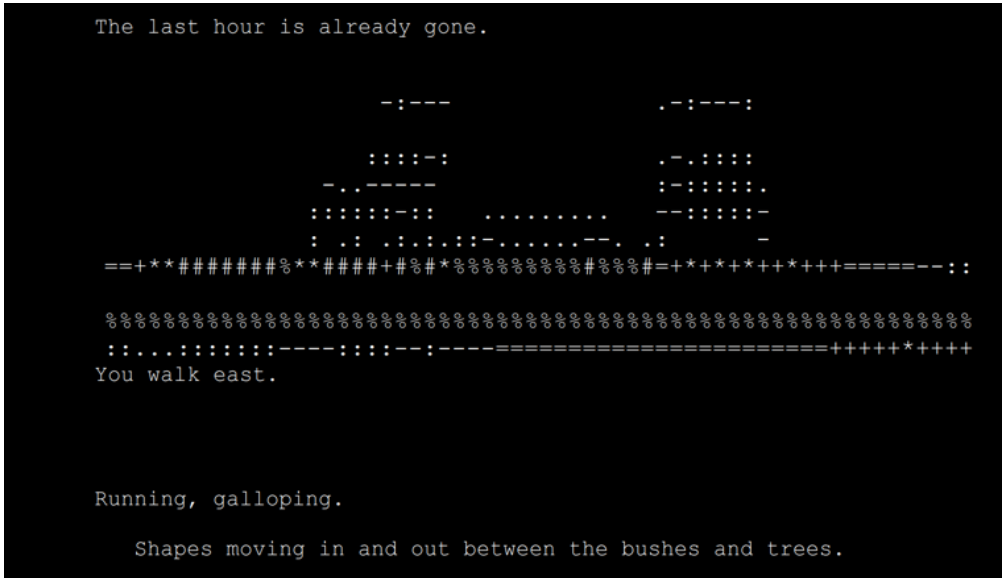 The last hour is already gone.
You walk east.
Running, galloping.
Shapes moving in and out between the bushes and trees.